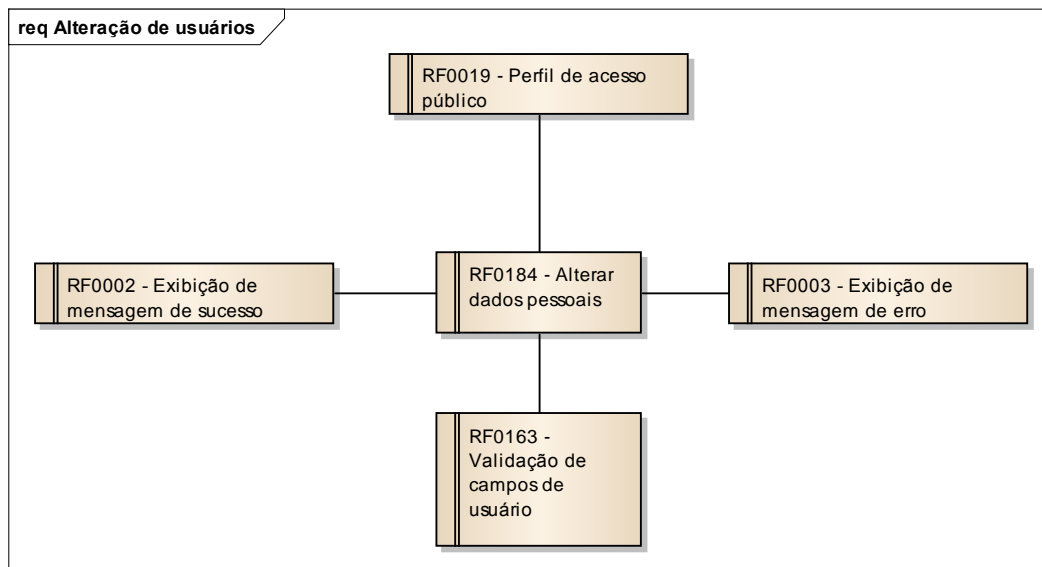 req Alteração de usuários
RF0019 - Perfil de acesso
público
RF0002 - Exibição de
mensagem de sucesso
RF0184 - Alterar
dados pessoais
RF0003 - Exibição de
mensagem de erro
RF0163 -
Validação de
campos de
usuário